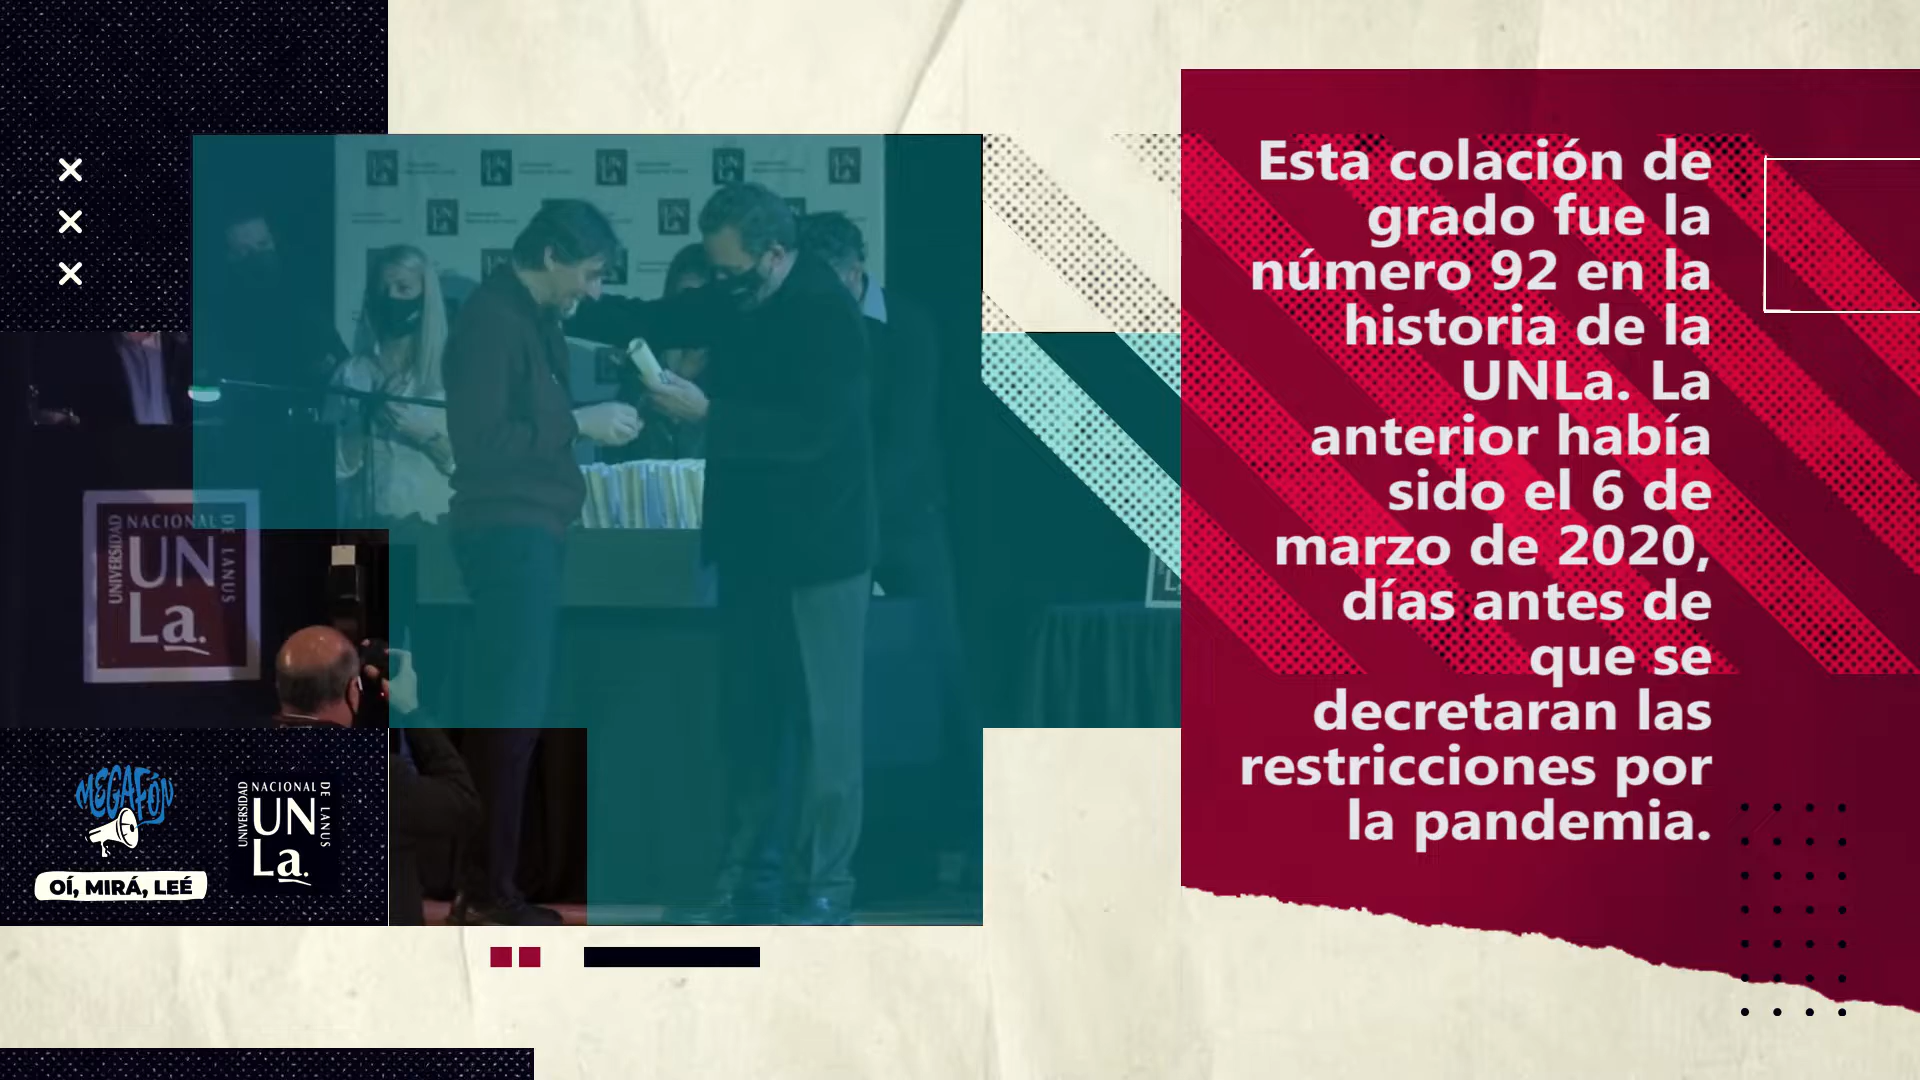 Esta colación de
grado fue la
número 92 en la
historia de la
UNLa. La
anterior había
sido el 6 de
marzo de 2020,
días antes de
que se
decretaran las
restricciones por
la pandemia.
UNIVERSIDAD
NACIONAL
DE LANUS
UN
La.
MEGAFÓN
OÍ, MIRÁ, LEÉ
UNIVERSIDAD
NACIONAL
DE LANUS
UN
La.